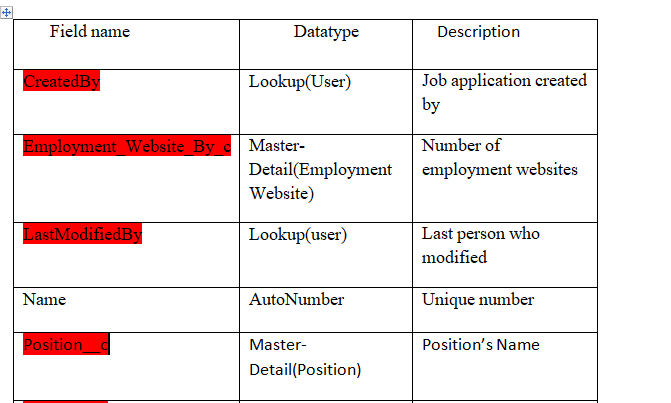 Field name Datatype Description
CreatedBy Lookup(User) Job application created
by
Employment_Website_By_c Master- Number of
Detail(Employment employment websites
Website)
LastModifiedBy Lookup(user) Last person who
modified
Name AutoNumber Unique number
Position__c Master- Position’s Name
Detail(Position)